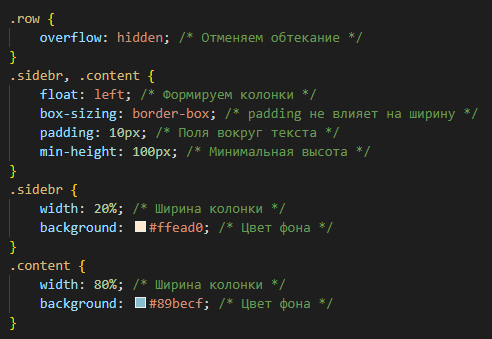 .row {
    overflow: hidden; /* Отменяем обтекание */
}
.sidebr, .content {
    float: left; /* Формируем колонки */
    box-sizing: border-box; /* padding не влияет на ширину */
    padding: 10px; /* Поля вокруг текста */
    min-height: 100px; /* Минимальная высота */
}
.sidebr {
    width: 20%; /* Ширина колонки */
    background: #ffead0; /* Цвет фона */
}
.content {
    width: 80%; /* Ширина колонки */
    background: #89becf; /* Цвет фона */
}